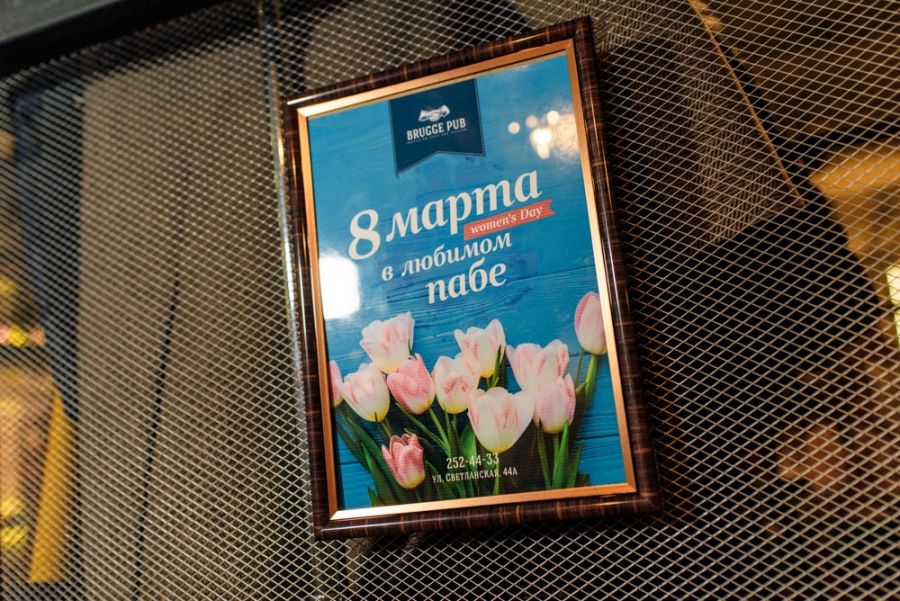 BRUGGE PUB
8 марта
women's Day
в любимом
пабе
252-44-33
УЛ. СВЕТЛАНСКАЯ, 44А